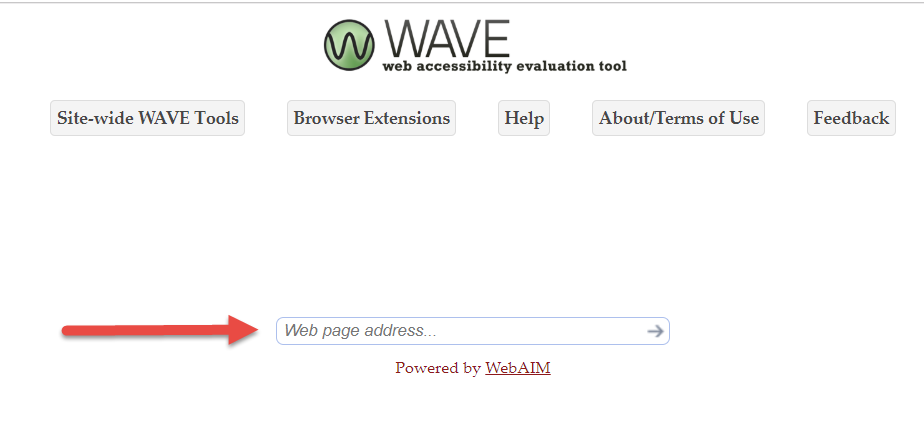 WAVE
web accessibility evaluation tool
Site-wide WAVE Tools Browser Extensions Help About/Terms of Use Feedback
Web page address...
Powered by WebAIM